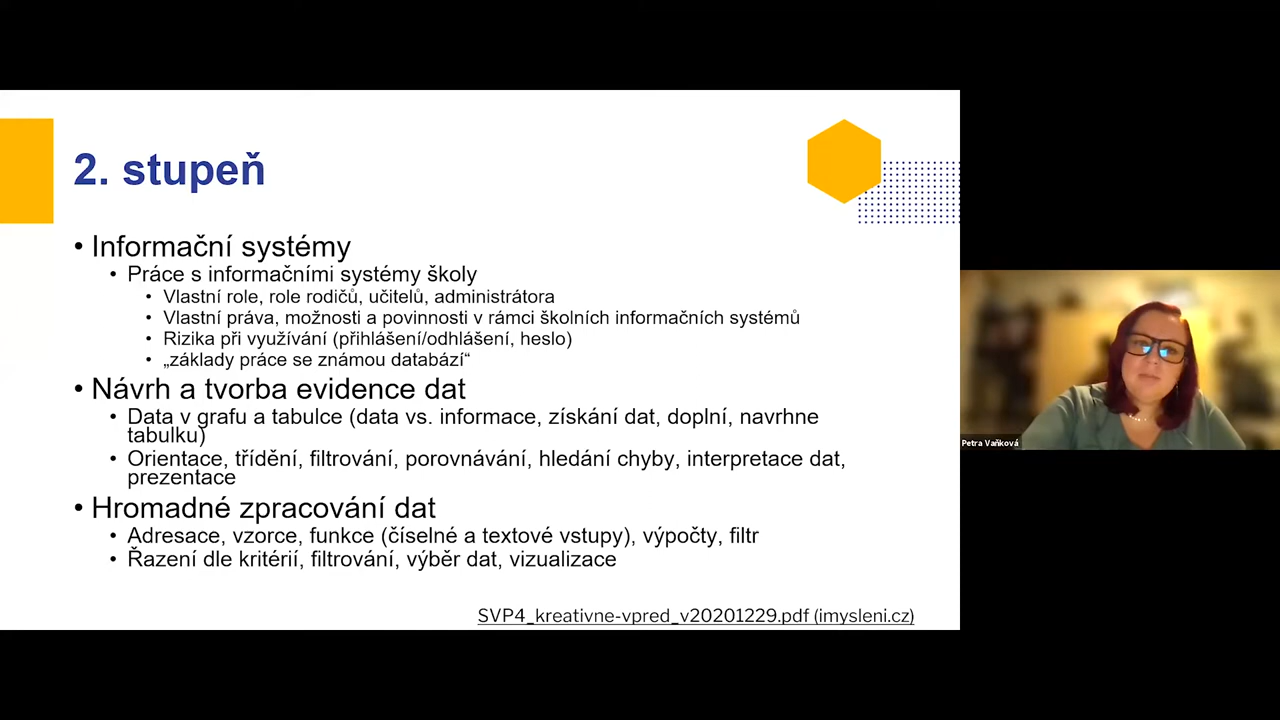 2. stupeň
• Informační systémy
• Práce s informačními systémy školy
• Vlastní role, role rodičů, učitelů, administrátora
• Vlastní práva, možnosti a povinnosti v rámci školních informačních systémů
• Rizika při využívání (přihlášení/odhlášení, heslo)
• „základy práce se známou databází“
• Návrh a tvorba evidence dat
• Data v grafu a tabulce (data vs. informace, získání dat, doplní, navrhne
tabulku)
• Orientace, třídění, filtrování, porovnávání, hledání chyby, interpretace dat,
prezentace
• Hromadné zpracování dat
• Adresace, vzorce, funkce (číselné a textové vstupy), výpočty, filtr
• Řazení dle kritérií, filtrování, výběr dat, vizualizace
SVP4_kreativne-vpred_v20201229.pdf (imysleni.cz)
Petra Vaňková